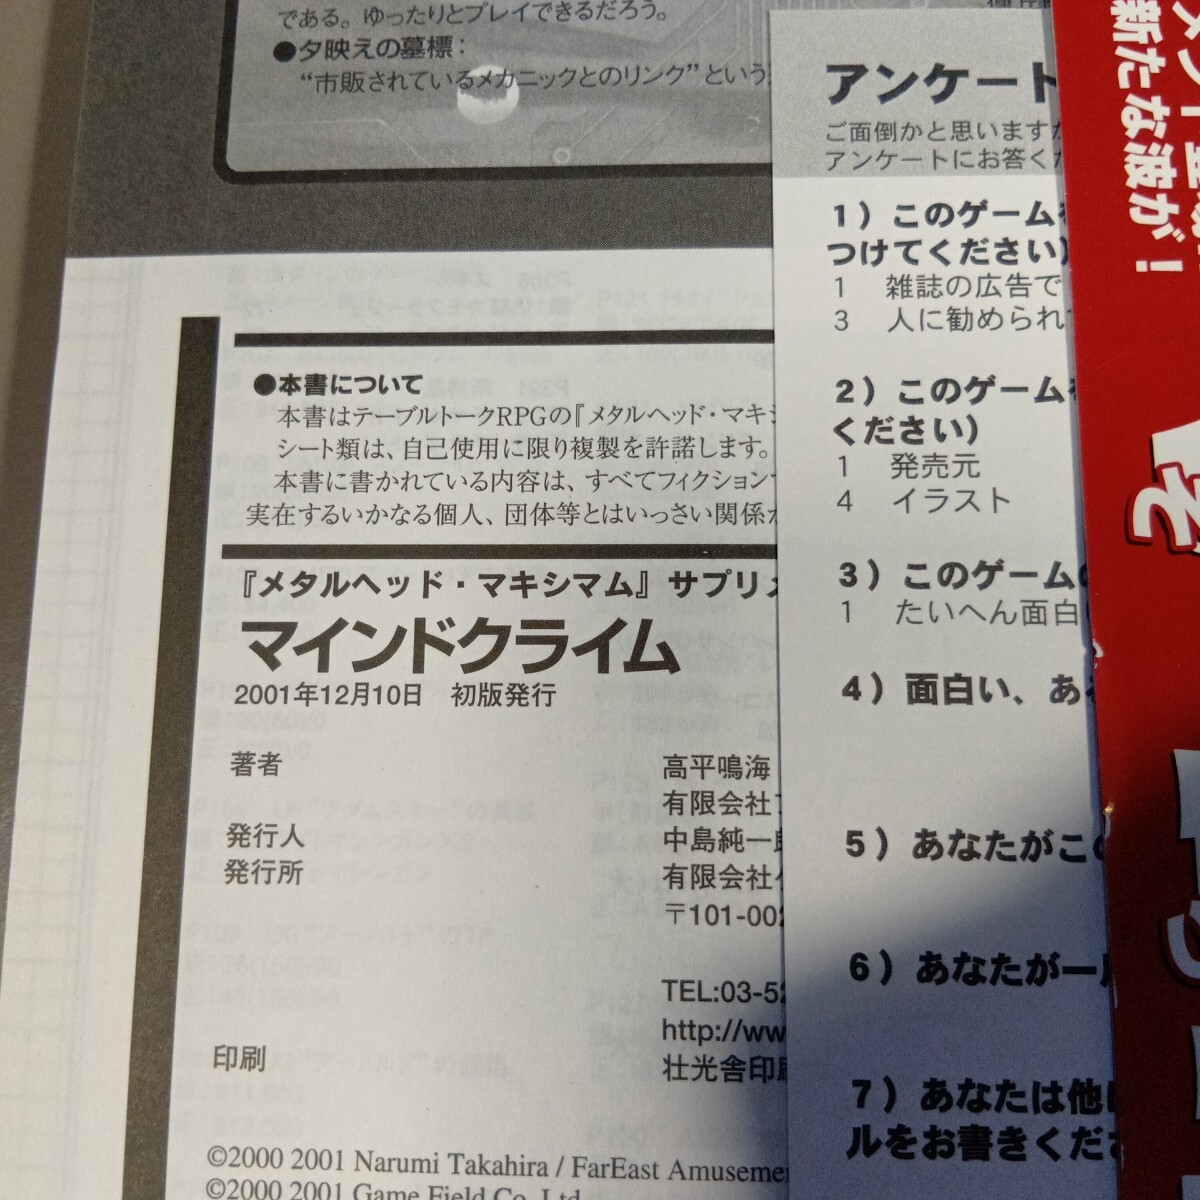 である。ゆったりとプレイできるだろう。
●夕映えの墓標：
“市販されているメカニックとのリンク”という
●本書について
本書はテーブルトークRPGの『メタルヘッド・マキシ
シート類は、自己使用に限り複製を許諾します。
本書に書かれている内容は、すべてフィクションで
実在するいかなる個人、団体等とはいっさい関係が
『メタルヘッド・マキシマム』サプリメ
マインドクライム
2001年12月10日　初版発行
著者　高平鳴海
有限会社
発行人　中島純一郎
発行所　有限会社
〒101-002
TEL:03-52
http://ww
印刷　壮光舎印刷
©2000 2001 Narumi Takahira / FarEast Amuseme
©2000 2001 Game Field Co., Ltd.
アンケート
ご面倒かと思いますが
アンケートにお答えくだ
1）このゲームを
つけてください）
1　雑誌の広告で
3　人に勧められて
2）このゲームを
ください）
1　発売元
4　イラスト
3）このゲームの
1　たいへん面白い
4）面白い、ある
5）あなたがこの
6）あなたが一
7）あなたは他に
ルをお書きくださ
新たな波が！